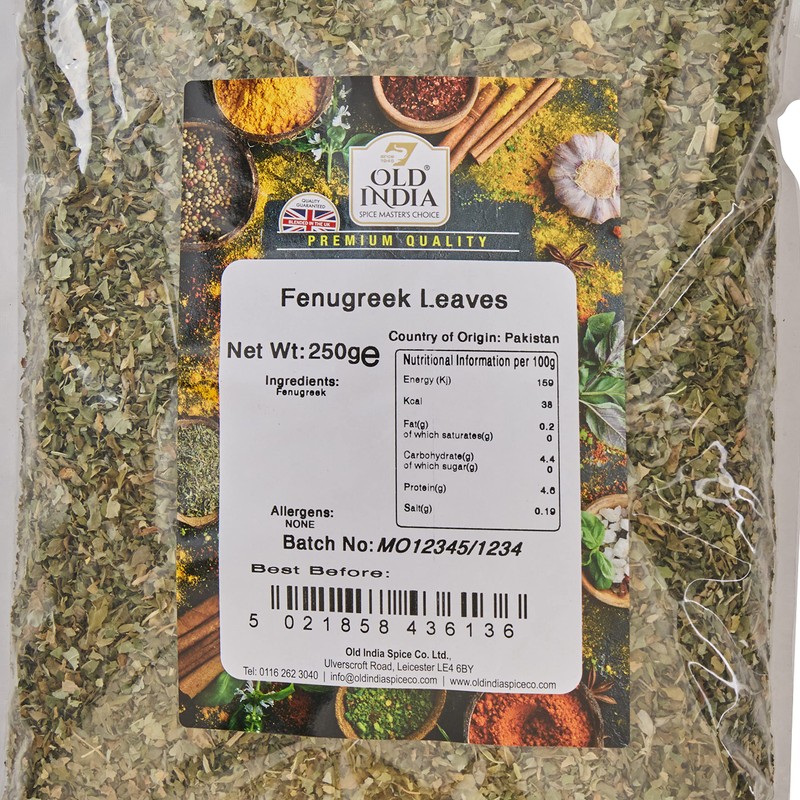 since
1946
OLD®
INDIA
SPICE MASTER'S CHOICE
QUALITY
GUARANTEED
BLENDED IN THE UK
PREMIUM QUALITY
Fenugreek Leaves
Country of Origin: Pakistan
Net Wt: 250g e
Nutritional Information per 100g
Ingredients:
Fenugreek
Energy (Kj) 159
Kcal 38
Fat(g) 0.2
of which saturates(g) 0
Carbohydrate(g) 4.4
of which sugar(g) 0
Protein(g) 4.6
Salt(g) 0.19
Allergens:
NONE
Batch No: MO12345/1234
Best Before:
5 021858 436136
Old India Spice Co. Ltd.,
Ulverscroft Road, Leicester LE4 6BY
Tel: 0116 262 3040 | info@oldindiaspiceco.com | www.oldindiaspiceco.com